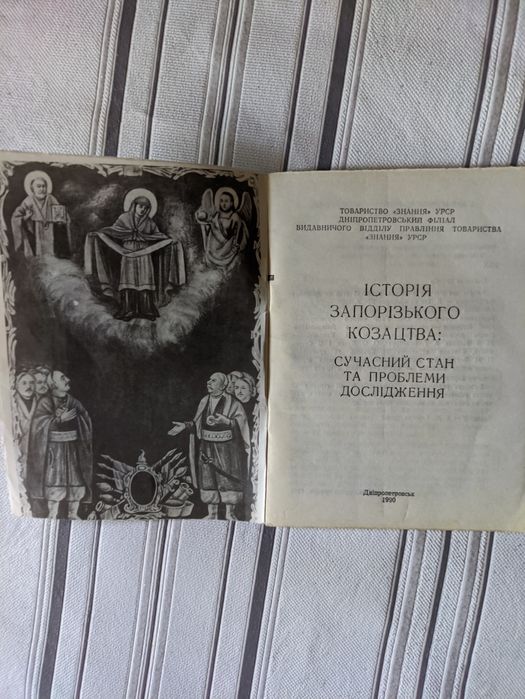 ТОВАРИСТВО «ЗНАННЯ» УРСР
ДНІПРОПЕТРОВСЬКИЙ ФІЛІАЛ
ВИДАВНИЧОГО ВІДДІЛУ ПРАВЛІННЯ ТОВАРИСТВА
«ЗНАННЯ» УРСР
ІСТОРІЯ
ЗАПОРІЗЬКОГО
КОЗАЦТВА:
СУЧАСНИЙ СТАН
ТА ПРОБЛЕМИ
ДОСЛІДЖЕННЯ
Дніпропетровськ
1990